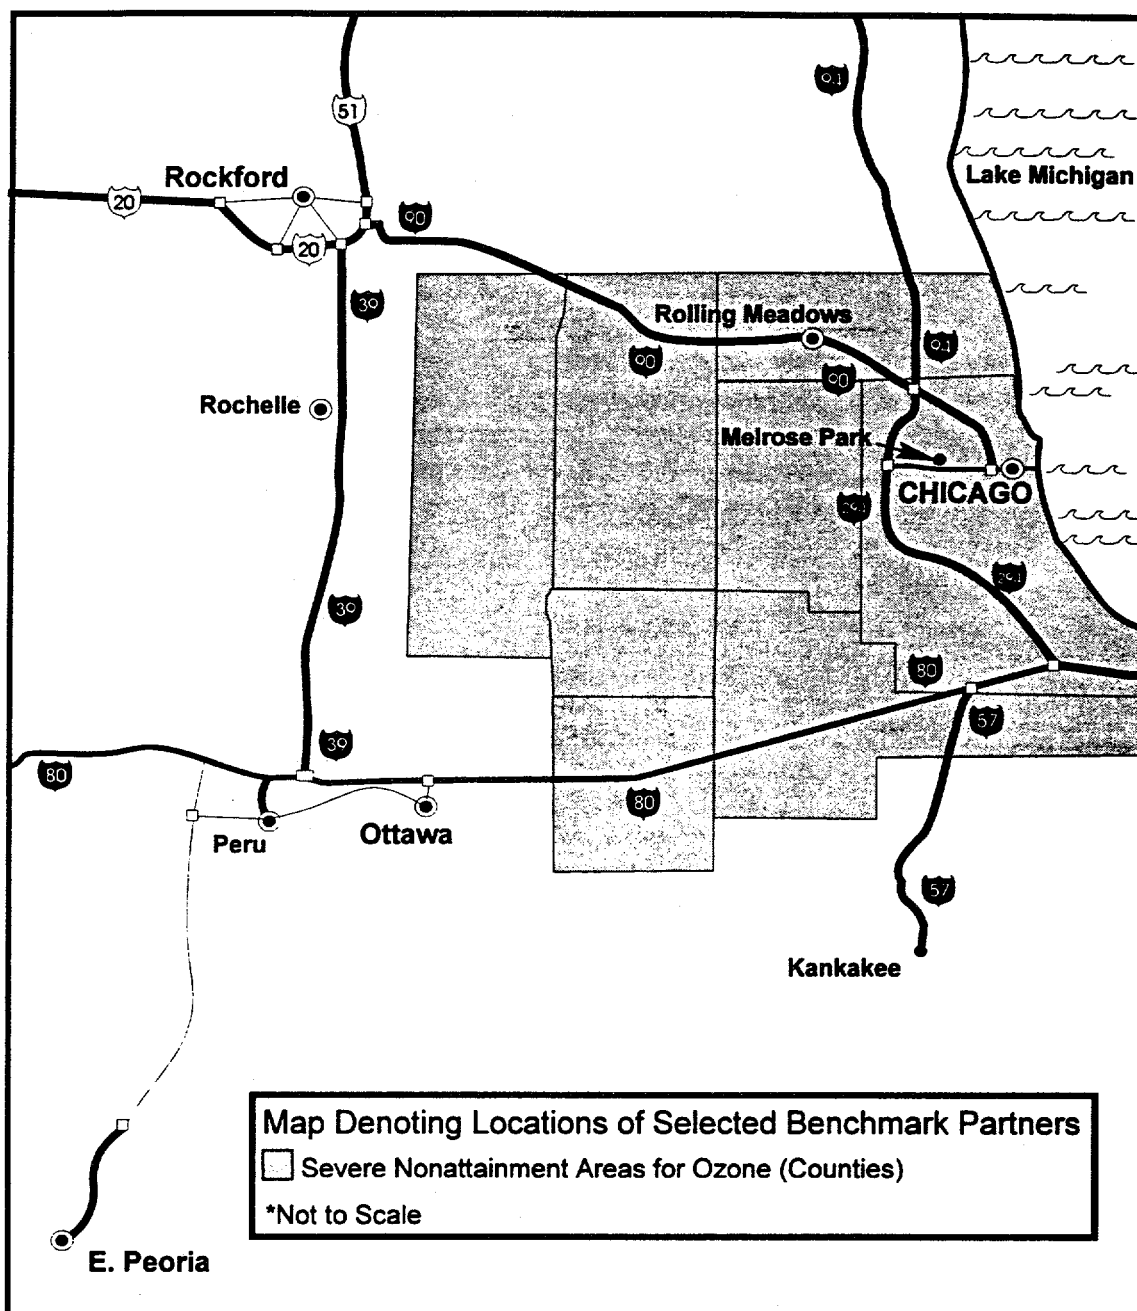 94
51
Lake Michigan
Rockford
20
90
20
39
Rolling Meadows
94
90
90
Rochelle
Melrose Park
CHICAGO
294
294
39
80
57
39
80
80
Peru
Ottawa
57
Kankakee
Map Denoting Locations of Selected Benchmark Partners
Severe Nonattainment Areas for Ozone (Counties)
*Not to Scale
E. Peoria